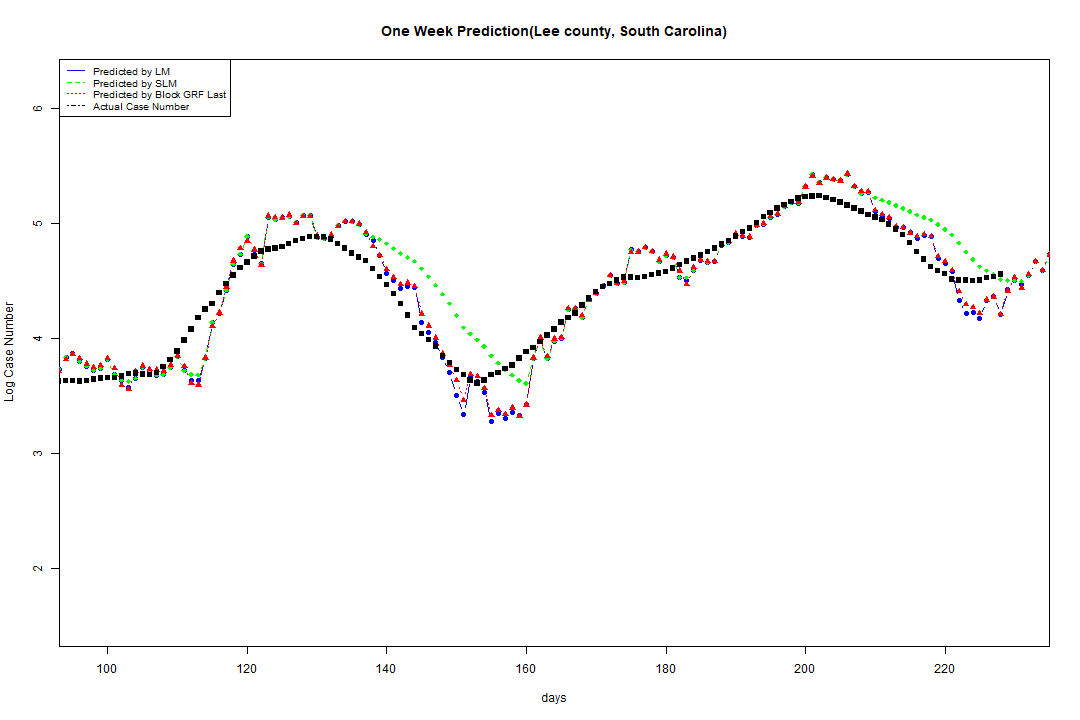 One Week Prediction(Lee county, South Carolina)
Predicted by LM
Predicted by SLM
Predicted by Block GRF Last
Actual Case Number
6
5
4
3
2
Log Case Number
100 120 140 160 180 200 220
days